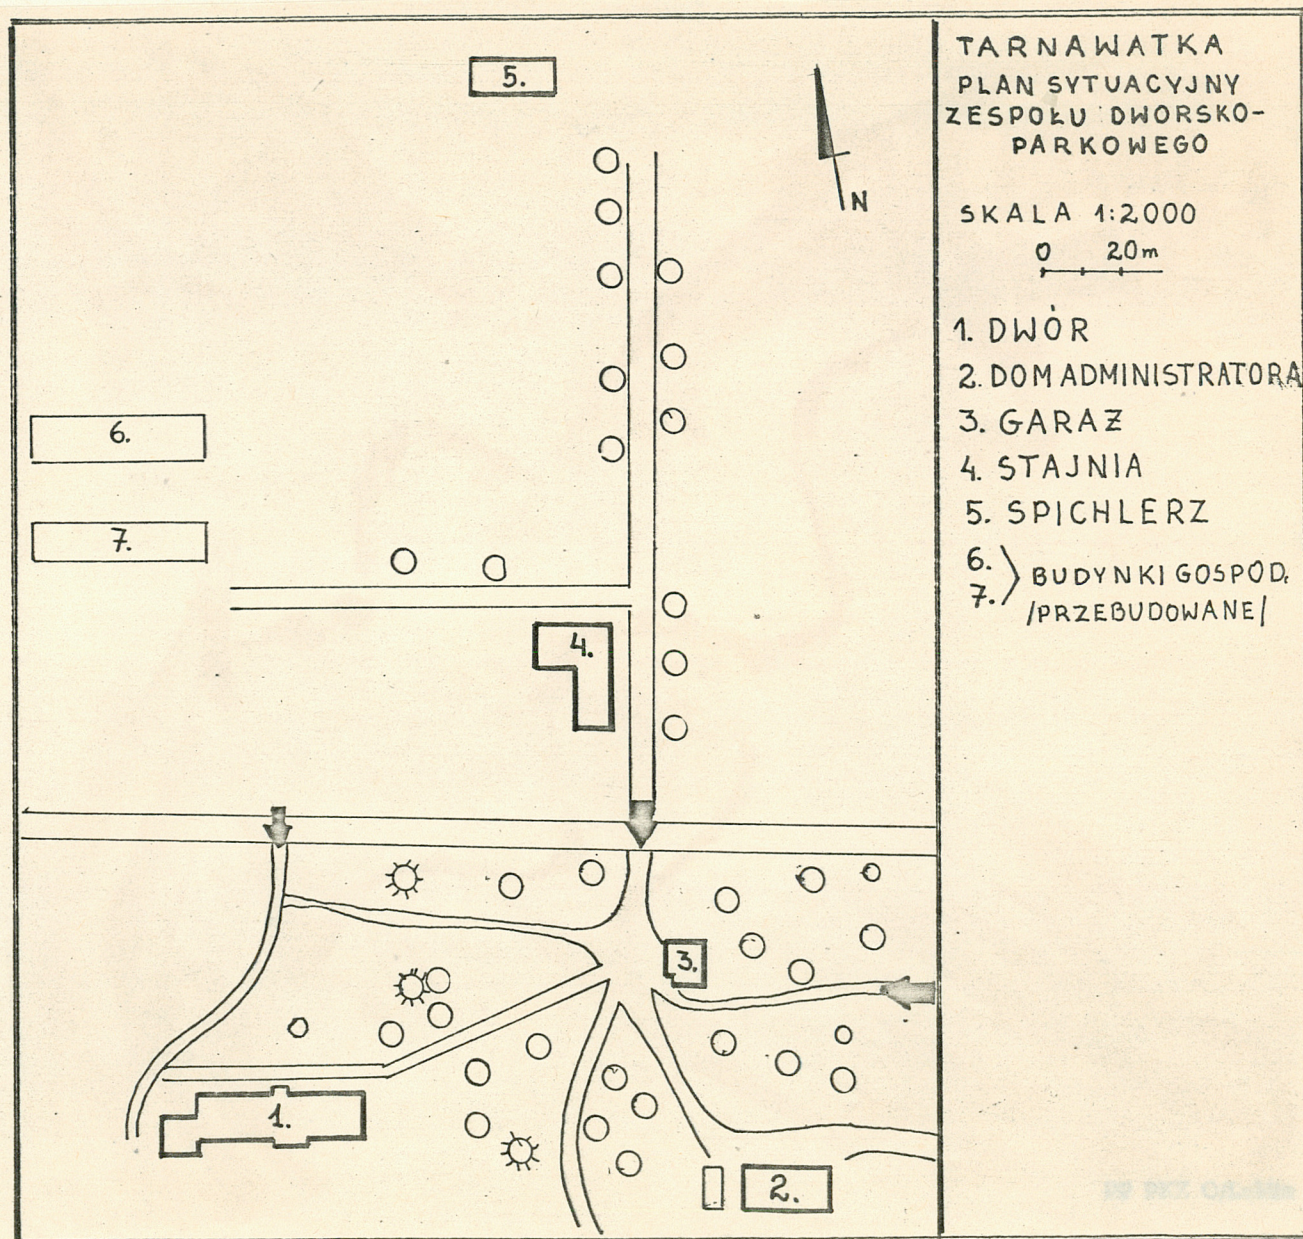 TARNAWATKA
PLAN SYTUACYJNY
ZESPOŁU DWORSKO-
PARKOWEGO
SKALA 1:2000
0 20m
1. DWÓR
2. DOM ADMINISTRATORA
3. GARAŻ
4. STAJNIA
5. SPICHLERZ
6.
7.
BUDYNKI GOSPOD.
/PRZEBUDOWANE/
5.
N
6.
7.
4.
3.
1.
2.